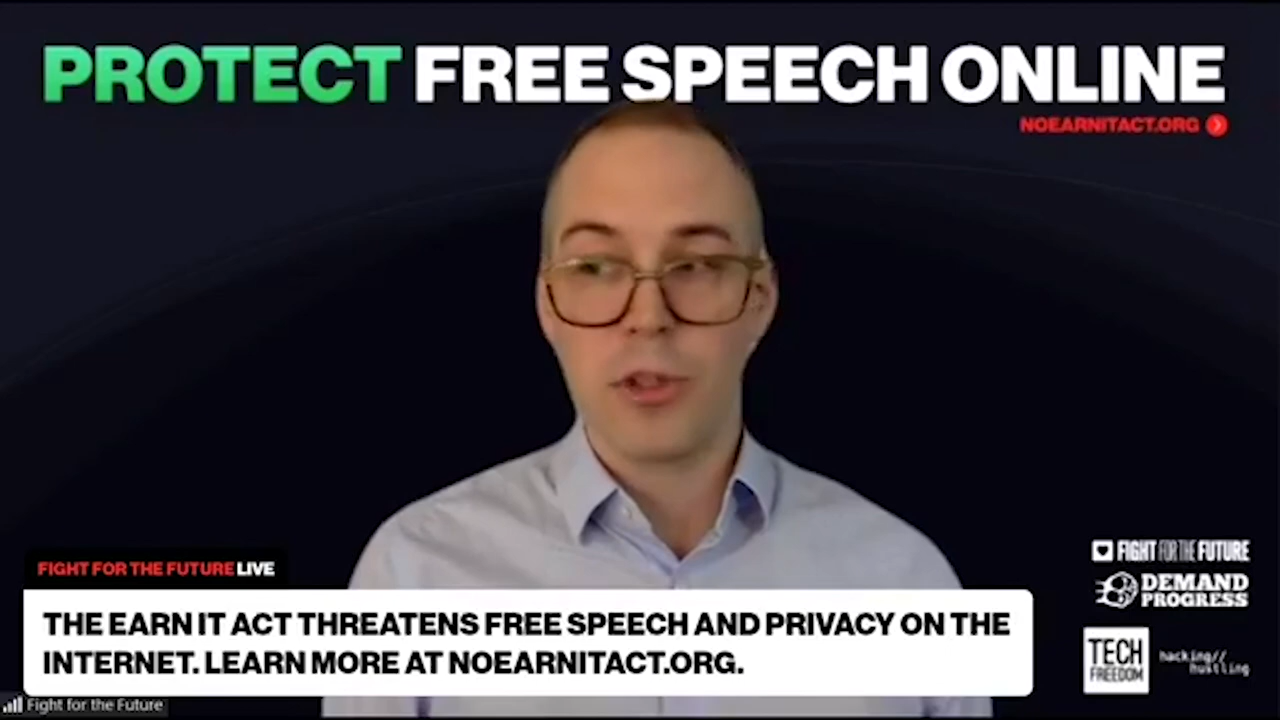 PROTECT FREE SPEECH ONLINE
NOEARNITACT.ORG
FIGHT FOR THE FUTURE LIVE
THE EARN IT ACT THREATENS FREE SPEECH AND PRIVACY ON THE
INTERNET. LEARN MORE AT NOEARNITACT.ORG.
FIGHT FOR THE FUTURE
DEMAND
PROGRESS
TECH
FREEDOM
hacking//
hustling
Fight for the Future